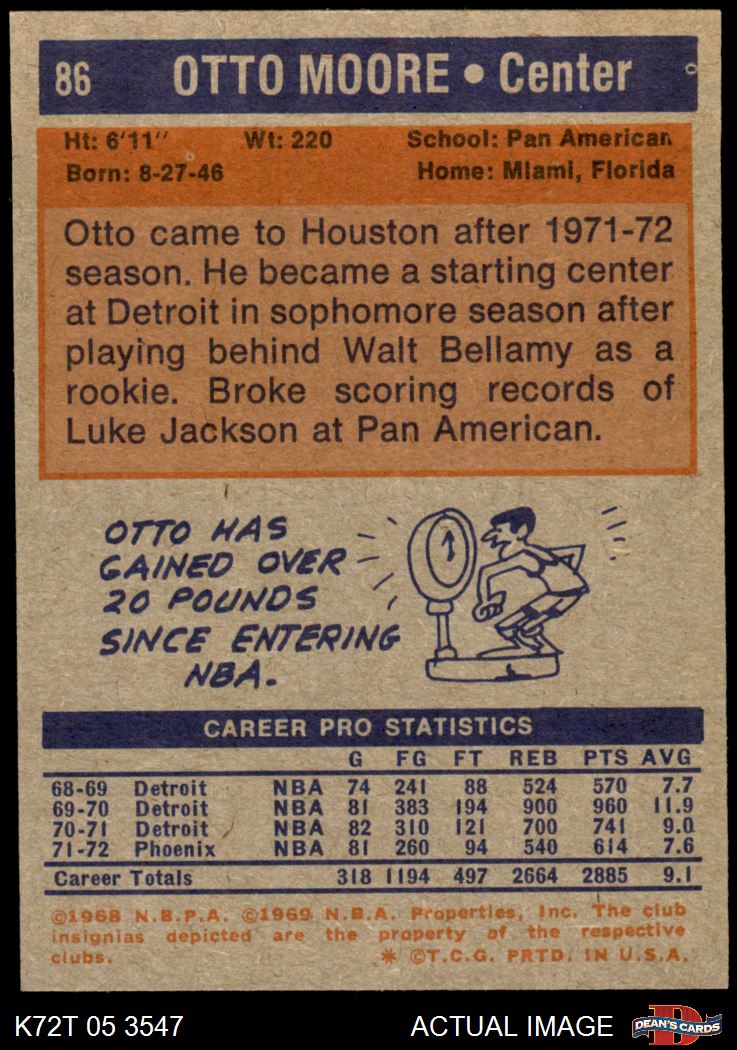 86 OTTO MOORE • Center
Ht: 6'11" Wt: 220 School: Pan American
Born: 8-27-46 Home: Miami, Florida
Otto came to Houston after 1971-72
season. He became a starting center
at Detroit in sophomore season after
playing behind Walt Bellamy as a
rookie. Broke scoring records of
Luke Jackson at Pan American.
OTTO HAS
GAINED OVER
20 POUNDS
SINCE ENTERING
NBA.
CAREER PRO STATISTICS
G FG FT REB PTS AVG
68-69 Detroit NBA 74 241 88 524 570 7.7
69-70 Detroit NBA 81 383 194 900 960 11.9
70-71 Detroit NBA 82 310 121 700 741 9.0
71-72 Phoenix NBA 81 260 94 540 614 7.6
Career Totals 318 1194 497 2664 2885 9.1
©1968 N.B.P.A. ©1969 N.B.A. Properties, Inc. The club
insignias depicted are the property of the respective
clubs. * ©T.C.G. PRTD. IN U.S.A.
K72T 05 3547 ACTUAL IMAGE DEAN'S CARDS